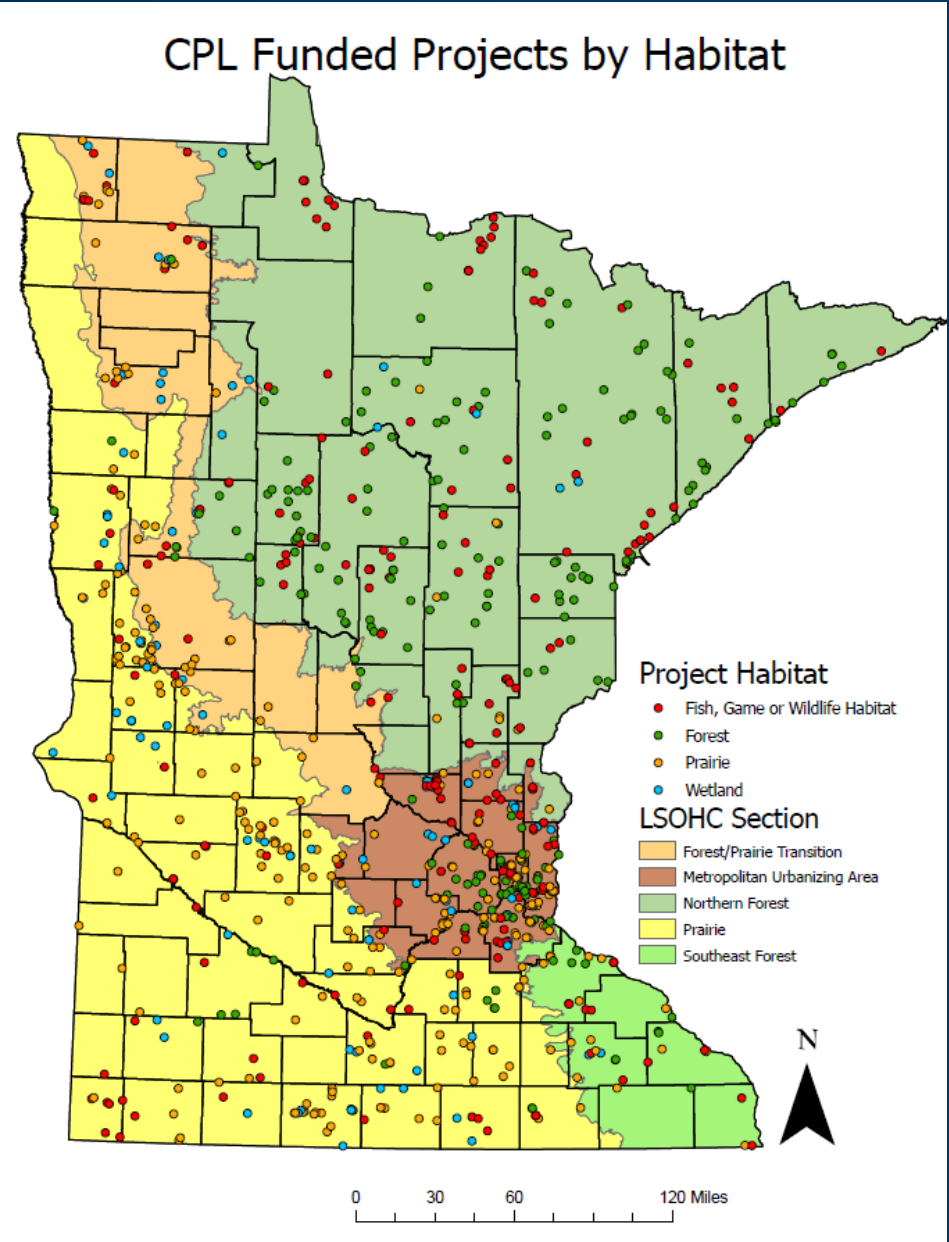 CPL Funded Projects by Habitat
Project Habitat
Fish, Game or Wildlife Habitat
Forest
Prairie
Wetland
LSOHC Section
Forest/Prairie Transition
Metropolitan Urbanizing Area
Northern Forest
Prairie
Southeast Forest
N
0 30 60 120 Miles